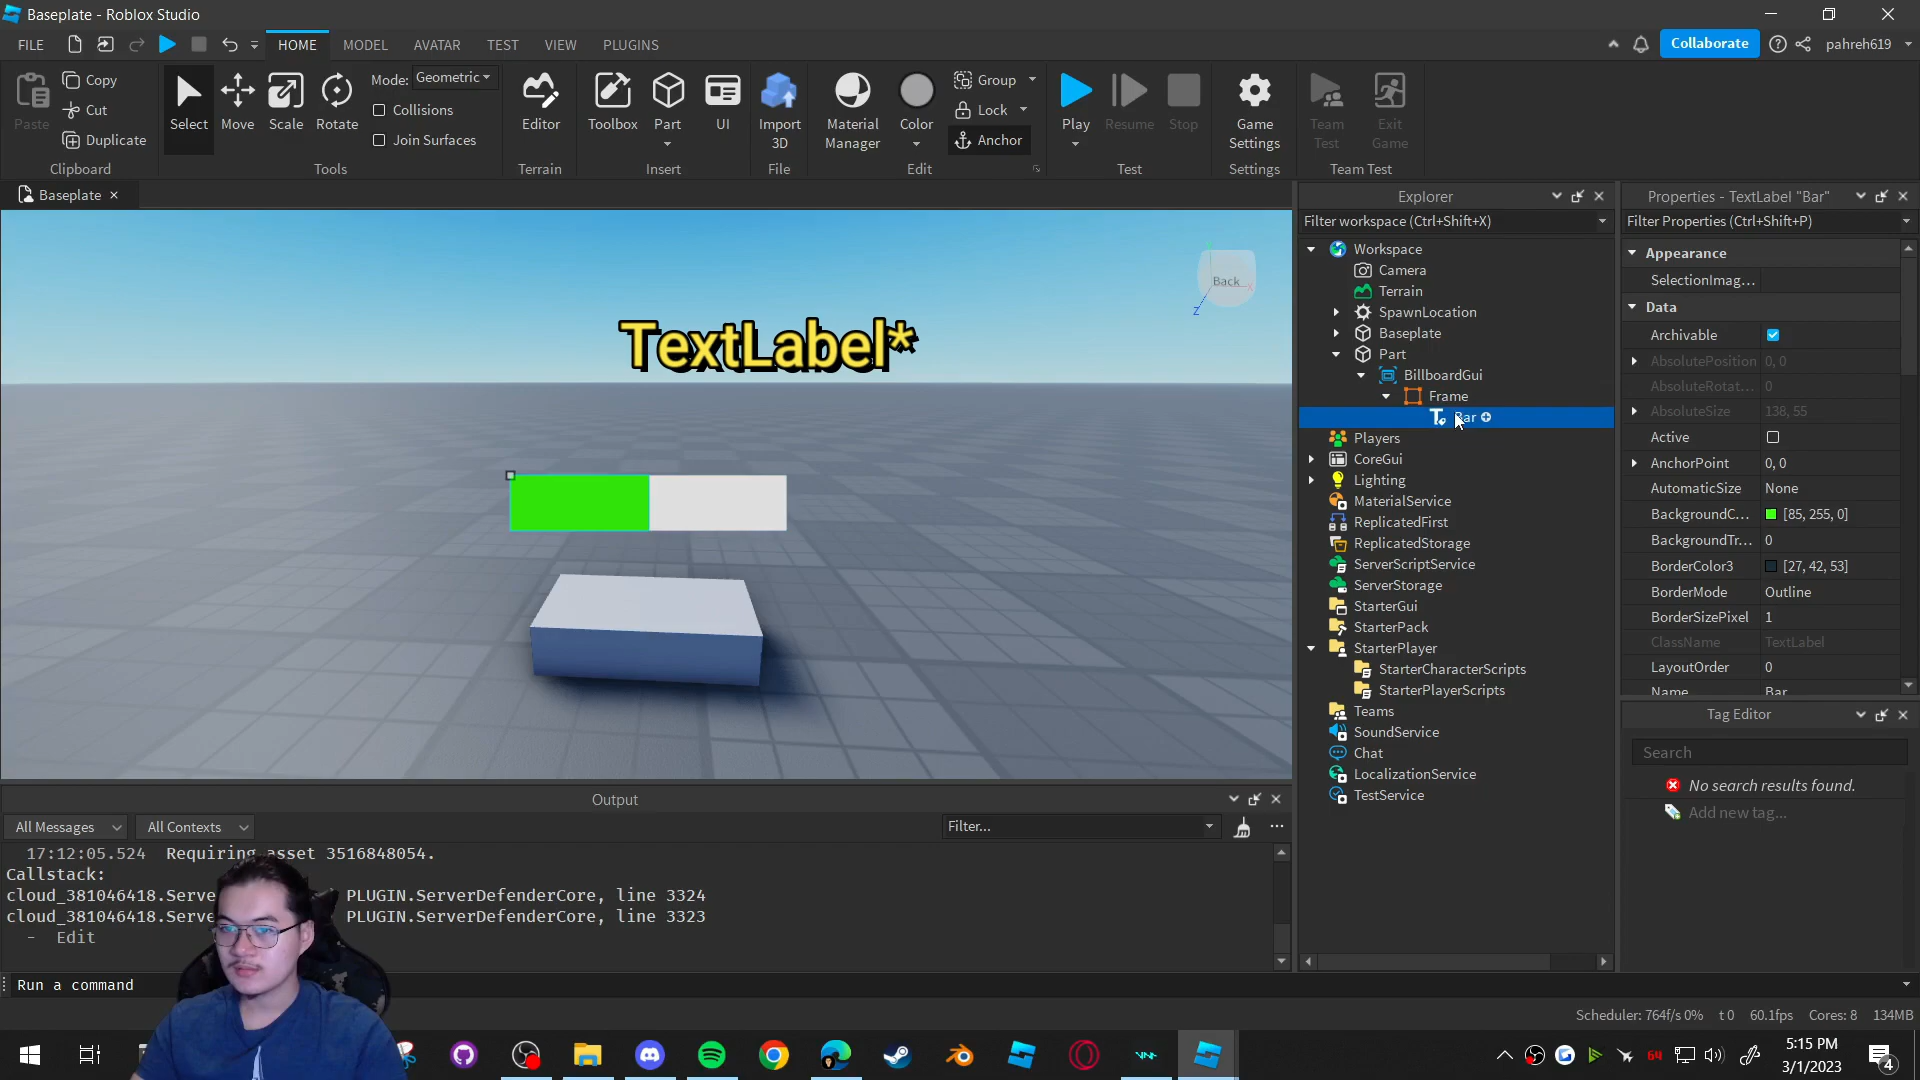 Baseplate - Roblox Studio
FILE HOME MODEL AVATAR TEST VIEW PLUGINS Collaborate pahreh619
Paste Copy Cut Duplicate Clipboard
Select Move Scale Rotate Mode: Geometric Collisions Join Surfaces Tools
Editor Terrain
Toolbox Part UI Insert
Import 3D File
Material Manager Color Group Lock Anchor Edit
Play Resume Stop Test
Game Settings Settings
Team Test Exit Game Team Test
Baseplate
Back
X
Y
Z
TextLabel*
Explorer
Filter workspace (Ctrl+Shift+X)
Workspace
Camera
Terrain
SpawnLocation
Baseplate
Part
BillboardGui
Frame
Bar
Players
CoreGui
Lighting
MaterialService
ReplicatedFirst
ReplicatedStorage
ServerScriptService
ServerStorage
StarterGui
StarterPack
StarterPlayer
StarterCharacterScripts
StarterPlayerScripts
Teams
SoundService
Chat
LocalizationService
TestService
Properties - TextLabel "Bar"
Filter Properties (Ctrl+Shift+P)
Appearance
SelectionImag...
Data
Archivable
AbsolutePosition 0, 0
AbsoluteRotat... 0
AbsoluteSize 138, 55
Active
AnchorPoint 0, 0
AutomaticSize None
BackgroundC... [85, 255, 0]
BackgroundTr... 0
BorderColor3 [27, 42, 53]
BorderMode Outline
BorderSizePixel 1
ClassName TextLabel
LayoutOrder 0
Name Bar
Tag Editor
Search
No search results found.
Add new tag...
Output
All Messages All Contexts Filter...
17:12:05.524 Requiring asset 3516848054.
Callstack:
cloud_381046418.Serve PLUGIN.ServerDefenderCore, line 3324
cloud_381046418.Serve PLUGIN.ServerDefenderCore, line 3323
- Edit
Run a command
Scheduler: 764f/s 0% t 0 60.1fps Cores: 8 134MB
64
5:15 PM
3/1/2023
4